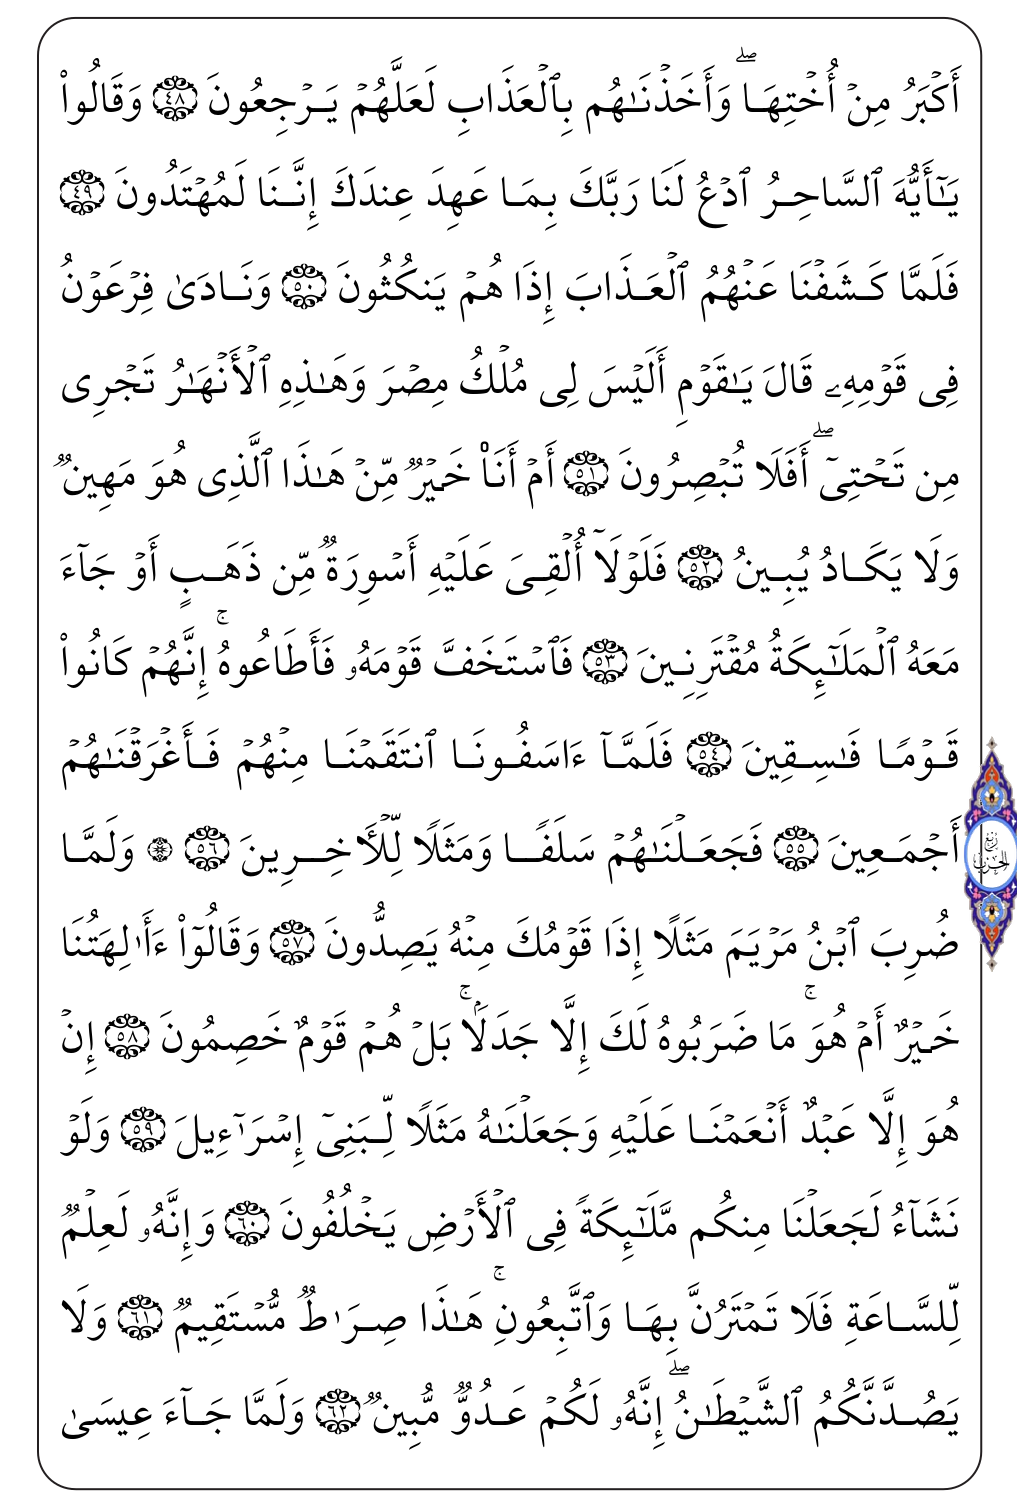 أَكۡبَرُ مِنۡ أُخۡتِهَاۖ وَأَخَذۡنَٰهُم بِٱلۡعَذَابِ لَعَلَّهُمۡ يَرۡجِعُونَ ٤٨ وَقَالُواْ
يَٰٓأَيُّهَ ٱلسَّاحِرُ ٱدۡعُ لَنَا رَبَّكَ بِمَا عَهِدَ عِندَكَ إِنَّنَا لَمُهۡتَدُونَ ٤٩
فَلَمَّا كَشَفۡنَا عَنۡهُمُ ٱلۡعَذَابَ إِذَا هُمۡ يَنكُثُونَ ٥٠ وَنَادَىٰ فِرۡعَوۡنُ
فِي قَوۡمِهِۦ قَالَ يَٰقَوۡمِ أَلَيۡسَ لِي مُلۡكُ مِصۡرَ وَهَٰذِهِ ٱلۡأَنۡهَٰرُ تَجۡرِي
مِن تَحۡتِيٓۖ أَفَلَا تُبۡصِرُونَ ٥١ أَمۡ أَنَا۠ خَيۡرٞ مِّنۡ هَٰذَا ٱلَّذِي هُوَ مَهِينٞ
وَلَا يَكَادُ يُبِينُ ٥٢ فَلَوۡلَآ أُلۡقِيَ عَلَيۡهِ أَسۡوِرَةٞ مِّن ذَهَبٍ أَوۡ جَآءَ
مَعَهُ ٱلۡمَلَٰٓئِكَةُ مُقۡتَرِنِينَ ٥٣ فَٱسۡتَخَفَّ قَوۡمَهُۥ فَأَطَاعُوهُۚ إِنَّهُمۡ كَانُواْ
قَوۡمٗا فَٰسِقِينَ ٥٤ فَلَمَّآ ءَاسَفُونَا ٱنتَقَمۡنَا مِنۡهُمۡ فَأَغۡرَقۡنَٰهُمۡ
أَجۡمَعِينَ ٥٥ فَجَعَلۡنَٰهُمۡ سَلَفٗا وَمَثَلٗا لِّلۡأٓخِرِينَ ٥٦ ۞ وَلَمَّا
ربع الحزب
ضُرِبَ ٱبۡنُ مَرۡيَمَ مَثَلًا إِذَا قَوۡمُكَ مِنۡهُ يَصِدُّونَ ٥٧ وَقَالُوٓاْ ءَأَٰلِهَتُنَا
خَيۡرٌ أَمۡ هُوَۚ مَا ضَرَبُوهُ لَكَ إِلَّا جَدَلَۢاۚ بَلۡ هُمۡ قَوۡمٌ خَصِمُونَ ٥٨ إِنۡ
هُوَ إِلَّا عَبۡدٌ أَنۡعَمۡنَا عَلَيۡهِ وَجَعَلۡنَٰهُ مَثَلٗا لِّبَنِيٓ إِسۡرَٰٓءِيلَ ٥٩ وَلَوۡ
نَشَآءُ لَجَعَلۡنَا مِنكُم مَّلَٰٓئِكَةٗ فِي ٱلۡأَرۡضِ يَخۡلُفُونَ ٦٠ وَإِنَّهُۥ لَعِلۡمٞ
لِّلسَّاعَةِ فَلَا تَمۡتَرُنَّ بِهَا وَٱتَّبِعُونِۚ هَٰذَا صِرَٰطٞ مُّسۡتَقِيمٞ ٦١ وَلَا
يَصُدَّنَّكُمُ ٱلشَّيۡطَٰنُۖ إِنَّهُۥ لَكُمۡ عَدُوّٞ مُّبِينٞ ٦٢ وَلَمَّا جَآءَ عِيسَىٰ